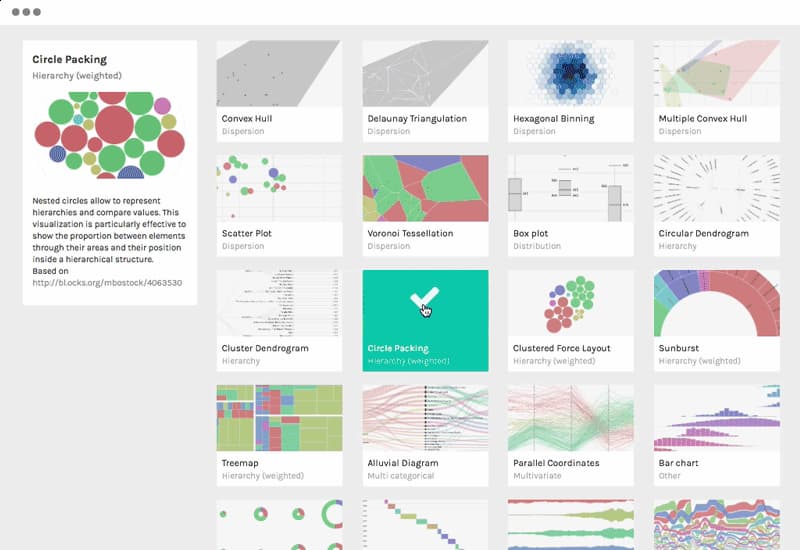 Circle Packing
Hierarchy (weighted)
Nested circles allow to represent
hierarchies and compare values. This
visualization is particularly effective to
show the proportion between elements
through their areas and their position
inside a hierarchical structure.
Based on
http://blocks.org/mbostock/4063530
Convex Hull
Dispersion
Delaunay Triangulation
Dispersion
Hexagonal Binning
Dispersion
Multiple Convex Hull
Dispersion
Scatter Plot
Dispersion
Voronoi Tessellation
Dispersion
Box plot
Distribution
Circular Dendrogram
Hierarchy
Cluster Dendrogram
Hierarchy
Circle Packing
Hierarchy (weighted)
Clustered Force Layout
Hierarchy (weighted)
Sunburst
Hierarchy (weighted)
Treemap
Hierarchy (weighted)
Alluvial Diagram
Multi categorical
Parallel Coordinates
Multivariate
Bar chart
Other